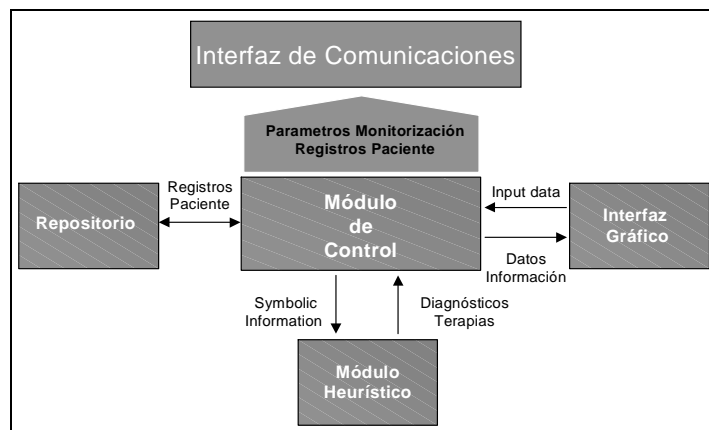 Interfaz de Comunicaciones
Parametros Monitorización
Registros Paciente
Registros
Paciente
Repositorio
Módulo
de
Control
Input data
Interfaz
Gráfico
Datos
Información
Symbolic
Information
Diagnósticos
Terapias
Módulo
Heurístico